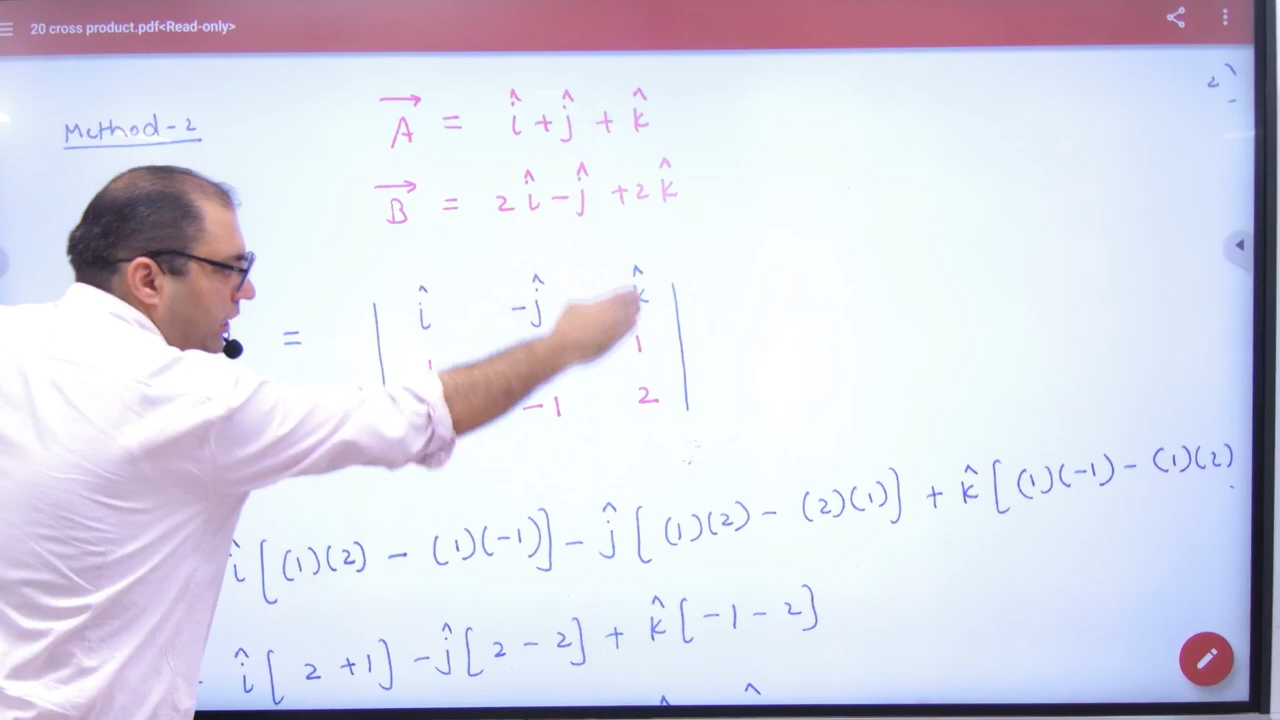 20 cross product.pdf<Read-only>
Method-2
→A = î + ĵ + k̂
→B = 2î - ĵ + 2k̂
= | î -ĵ k̂ |
1 1
-1 2
î [(1)(2) - (1)(-1)] - ĵ [(1)(2) - (2)(1)] + k̂ [(1)(-1) - (1)(2)
î [2 + 1] - ĵ [2 - 2] + k̂ [-1 - 2]